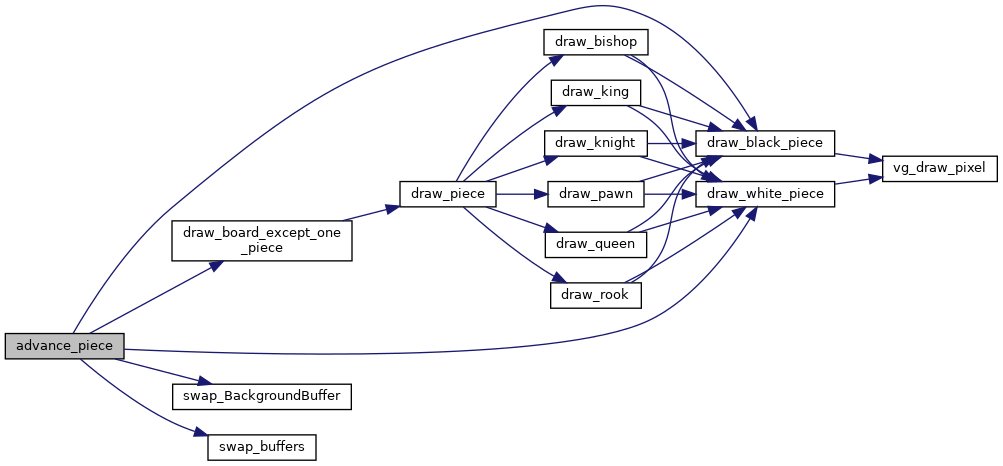 draw_bishop
draw_king
draw_knight
draw_black_piece
vg_draw_pixel
draw_piece
draw_pawn
draw_white_piece
draw_board_except_one
_piece
draw_queen
draw_rook
advance_piece
swap_BackgroundBuffer
swap_buffers